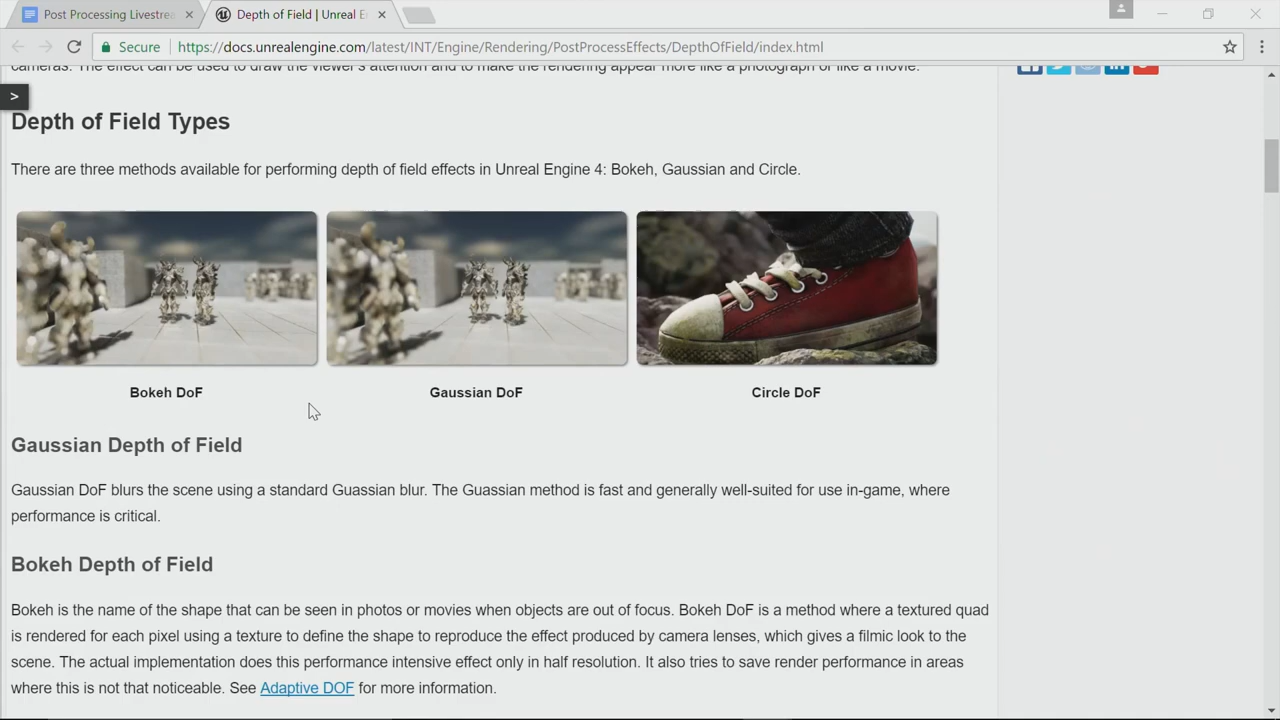 Post Processing Livestream
Depth of Field | Unreal E
Secure
https://docs.unrealengine.com/latest/INT/Engine/Rendering/PostProcessEffects/DepthOfField/index.html
cameras. The effect can be used to draw the viewer's attention and to make the rendering appear more like a photograph or like a movie.
>
Depth of Field Types
There are three methods available for performing depth of field effects in Unreal Engine 4: Bokeh, Gaussian and Circle.
Bokeh DoF
Gaussian DoF
Circle DoF
Gaussian Depth of Field
Gaussian DoF blurs the scene using a standard Guassian blur. The Guassian method is fast and generally well-suited for use in-game, where
performance is critical.
Bokeh Depth of Field
Bokeh is the name of the shape that can be seen in photos or movies when objects are out of focus. Bokeh DoF is a method where a textured quad
is rendered for each pixel using a texture to define the shape to reproduce the effect produced by camera lenses, which gives a filmic look to the
scene. The actual implementation does this performance intensive effect only in half resolution. It also tries to save render performance in areas
where this is not that noticeable. See Adaptive DOF for more information.